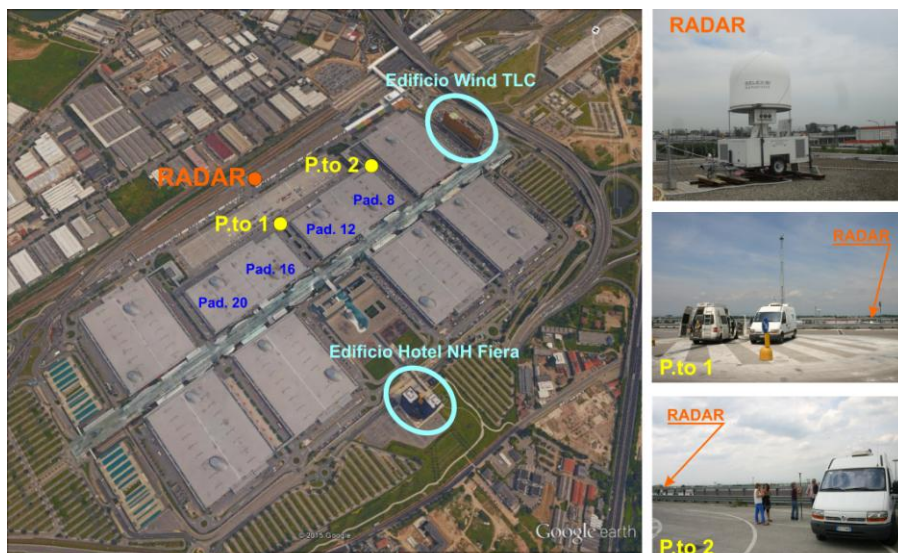 Edificio Wind TLC
RADAR
P.to 2
Pad. 8
P.to 1
Pad. 12
Pad. 16
Pad. 20
Edificio Hotel NH Fiera
© 2015 Google
Google earth
RADAR
RADAR
P.to 1
RADAR
P.to 2